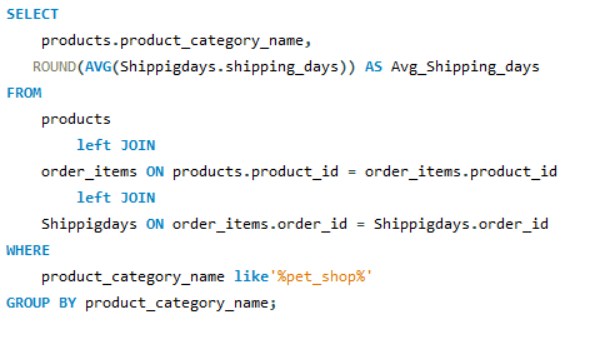 SELECT
products.product_category_name,
ROUND(AVG(Shippigdays.shipping_days)) AS Avg_Shipping_days
FROM
products
left JOIN
order_items ON products.product_id = order_items.product_id
left JOIN
Shippigdays ON order_items.order_id = Shippigdays.order_id
WHERE
product_category_name like'%pet_shop%'
GROUP BY product_category_name;